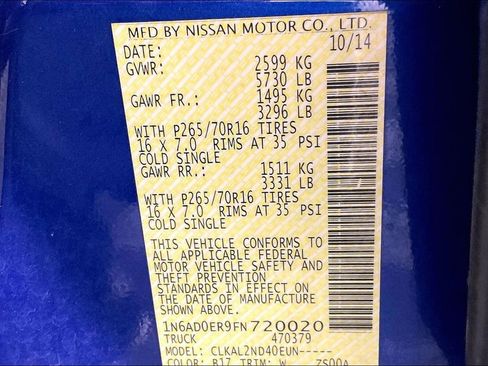 MFD BY NISSAN MOTOR CO., LTD.
DATE: 10/14
GVWR: 2599 KG
5730 LB
GAWR FR.: 1495 KG
3296 LB
WITH P265/70R16 TIRES
16 X 7.0 RIMS AT 35 PSI
COLD SINGLE
GAWR RR.: 1511 KG
3331 LB
WITH P265/70R16 TIRES
16 X 7.0 RIMS AT 35 PSI
COLD SINGLE
THIS VEHICLE CONFORMS TO
ALL APPLICABLE FEDERAL
MOTOR VEHICLE SAFETY AND
THEFT PREVENTION
STANDARDS IN EFFECT ON
THE DATE OF MANUFACTURE
SHOWN ABOVE.
1N6AD0ER9FN720020
TRUCK 470379
MODEL: CLKAL2ND40EUN-----
COLOR: B17 TRIM: W ZS00A